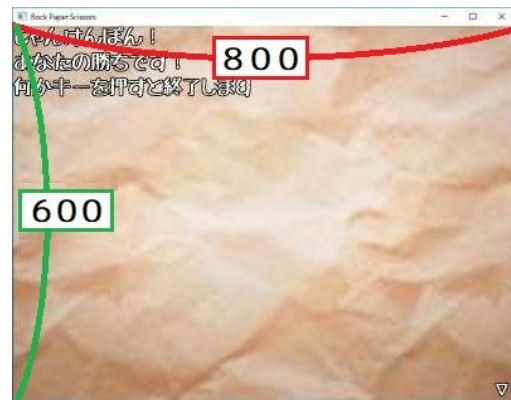 Rock Paper Scissors
じゃんけんぽん！
あなたの勝ちです！
何かキーを押すと終了します
800
600